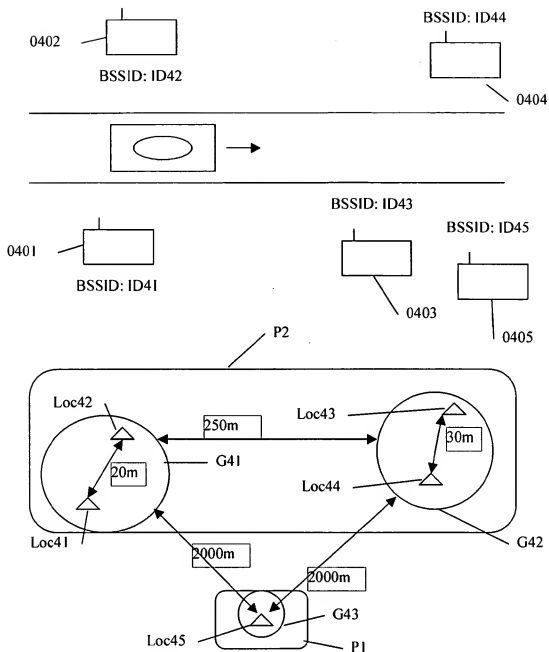 0402
BSSID: ID42
BSSID: ID44
0404
0401
BSSID: ID41
BSSID: ID43
0403
BSSID: ID45
0405
P2
Loc42
250m
Loc43
20m
G41
30m
Loc44
Loc41
G42
2000m
2000m
Loc45
G43
P1